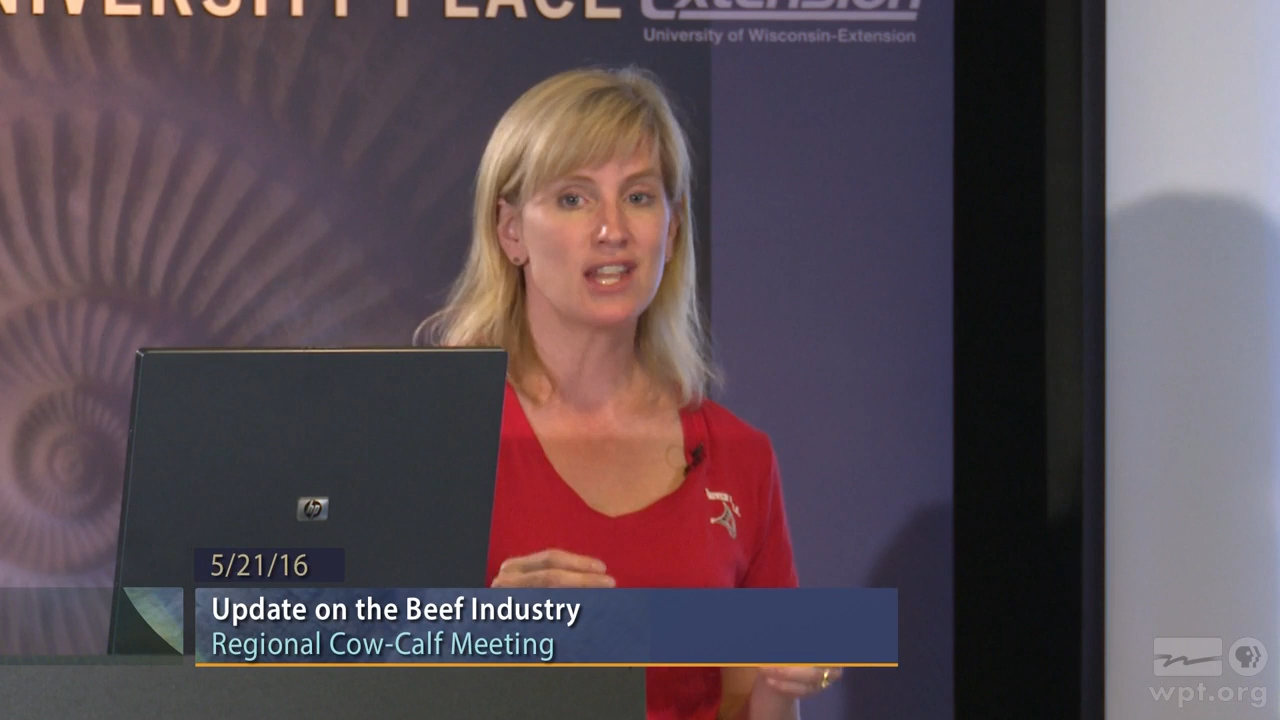 NIVERSITY PLACE
Extension
University of Wisconsin-Extension
hp
5/21/16
Update on the Beef Industry
Regional Cow-Calf Meeting
wpt.org